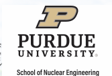 P
PURDUE
UNIVERSITY®
School of Nuclear Engineering